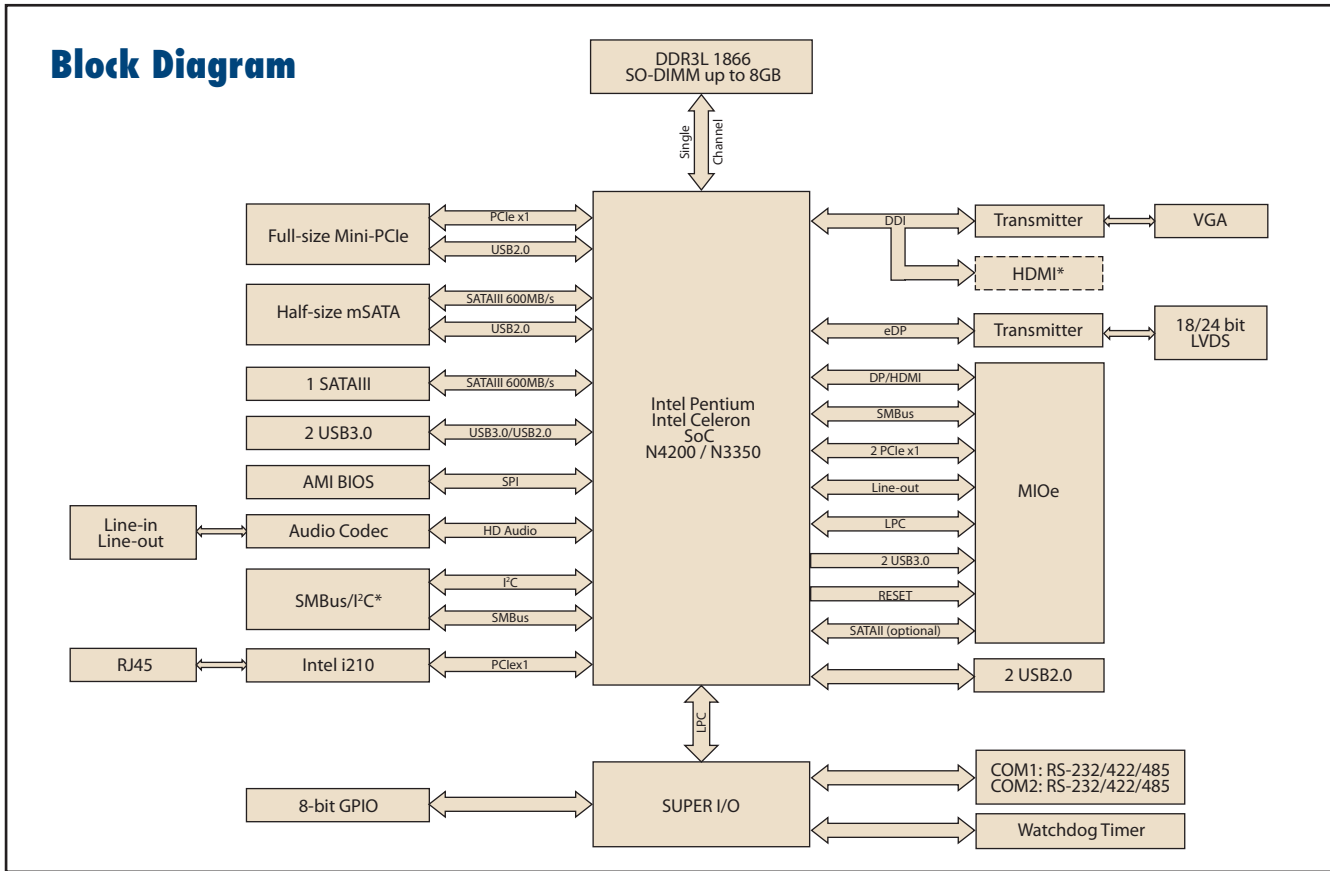 Block Diagram
DDR3L 1866
SO-DIMM up to 8GB
Single
Channel
Full-size Mini-PCIe
PCIe x1
USB2.0
Half-size mSATA
SATAIII 600MB/s
USB2.0
1 SATAIII
SATAIII 600MB/s
2 USB3.0
USB3.0/USB2.0
AMI BIOS
SPI
Line-in
Line-out
Audio Codec
HD Audio
SMBus/I²C*
I²C
SMBus
RJ45
Intel i210
PCIex1
Intel Pentium
Intel Celeron
SoC
N4200 / N3350
DDI
Transmitter
VGA
HDMI*
eDP
Transmitter
18/24 bit
LVDS
DP/HDMI
SMBus
2 PCIe x1
Line-out
LPC
2 USB3.0
RESET
SATAII (optional)
MIOe
2 USB2.0
LPC
8-bit GPIO
SUPER I/O
COM1: RS-232/422/485
COM2: RS-232/422/485
Watchdog Timer